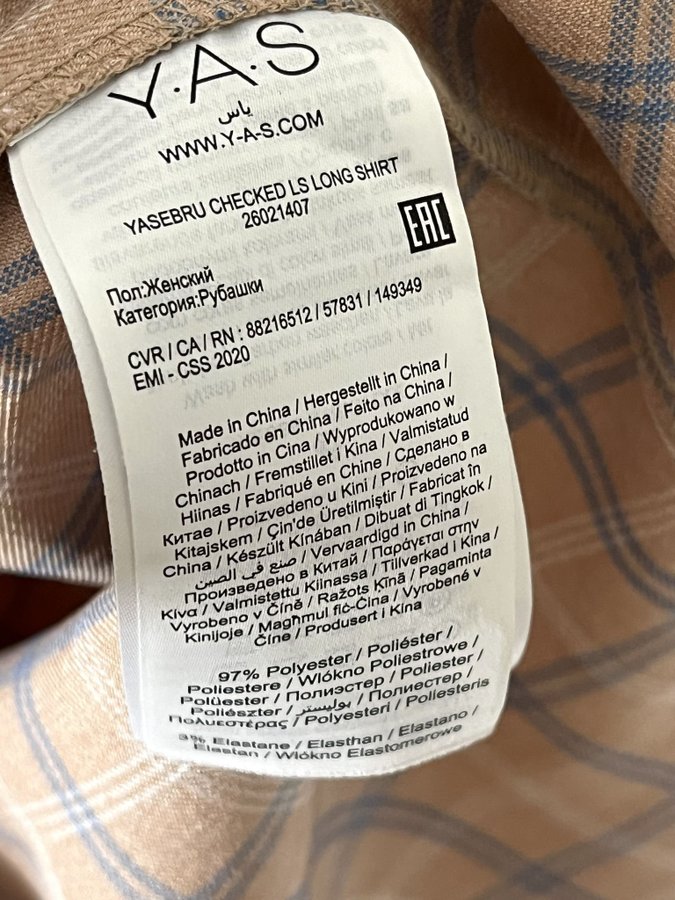 Y·A·S
ياس
WWW.Y-A-S.COM
YASEBRU CHECKED LS LONG SHIRT
26021407
EAC
Пол:Женский
Категория:Рубашки
CVR / CA / RN : 88216512 / 57831 / 149349
EMI - CSS 2020
Made in China / Hergestellt in China /
Fabricado en China / Feito na China /
Prodotto in Cina / Wyprodukowano w
Chinach / Fremstillet i Kina / Valmistatud
Hiinas / Fabriqué en Chine / Сделано в
Китае / Proizvedeno u Kini / Proizvedeno na
Kitajskem / Çin'de Üretilmiştir / Fabricat în
China / Készült Kínában / Dibuat di Tingkok /
صنع في الصين / Vervaardigd in China /
Произведено в Китай / Παράγεται στην
Κίνα / Valmistettu Kiinassa / Tillverkad i Kina /
Vyrobeno v Číně / Ražots Ķīnā / Pagaminta
Kinijoje / Magħmul fiċ-Ċina / Vyrobené v
Číne / Produsert i Kina
97% Polyester / Poliéster /
Poliestere / Włókno Poliestrowe /
Polüester / Полиэстер / Poliester /
Poliészter / بوليستر / Полиестер /
Πολυεστέρας / Polyesteri / Poliesteris
3% Elastane / Elasthan / Elastano /
Elastan / Włókno Elastomerowe